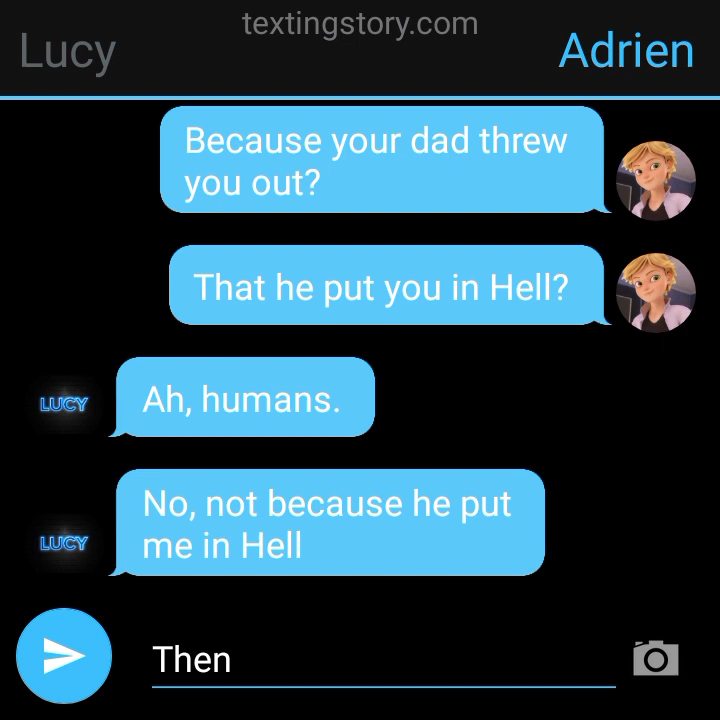 textingstory.com
Lucy
Adrien
Because your dad threw
you out?
That he put you in Hell?
LUCY
Ah, humans.
LUCY
No, not because he put
me in Hell
Then